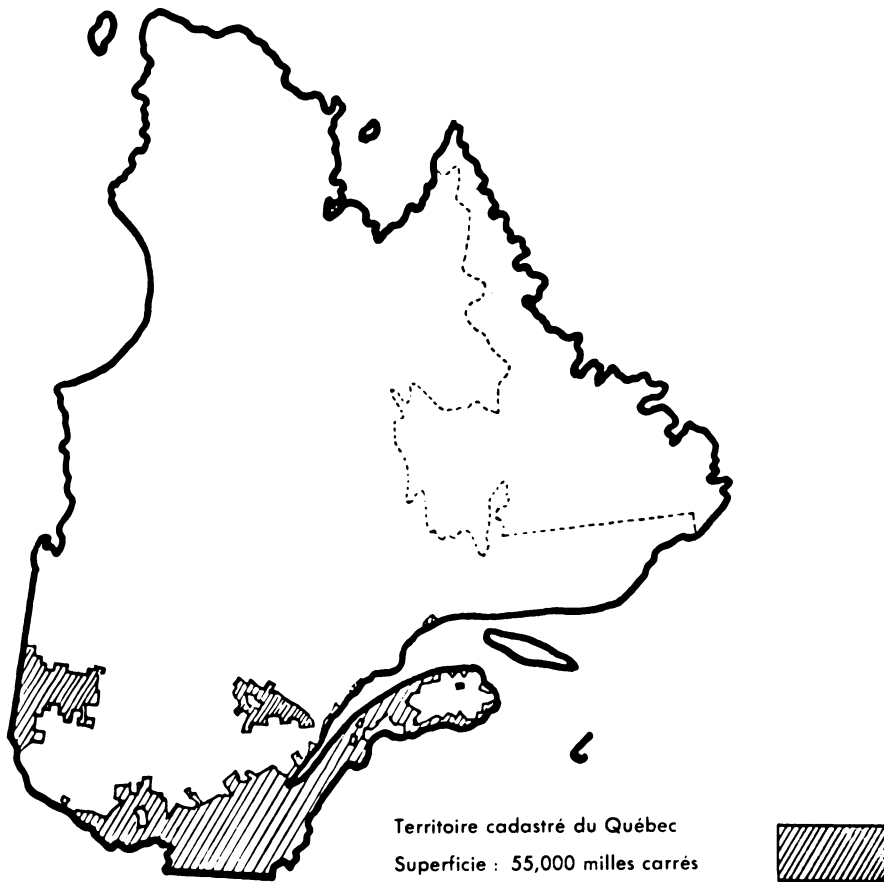 Territoire cadastré du Québec
Superficie : 55,000 milles carrés